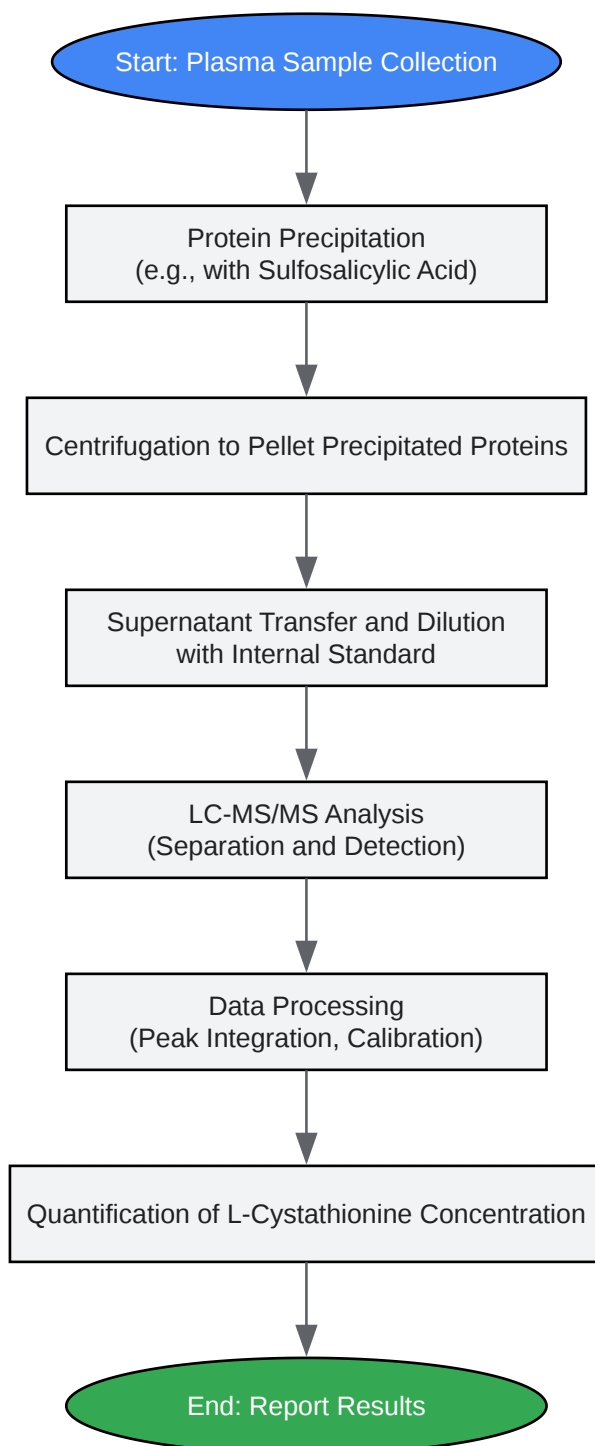 Start: Plasma Sample Collection
Protein Precipitation
(e.g., with Sulfosalicylic Acid)
Centrifugation to Pellet Precipitated Proteins
Supernatant Transfer and Dilution
with Internal Standard
LC-MS/MS Analysis
(Separation and Detection)
Data Processing
(Peak Integration, Calibration)
Quantification of L-Cystathionine Concentration
End: Report Results